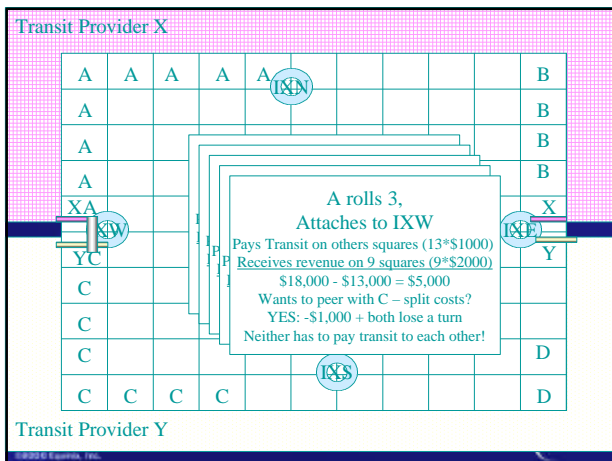 Transit Provider X
A A A A A IXN B
A B
A B
A B
XA X
IXW IXE
YC Y
C
C
C D
C C C C D
IXS
A rolls 3,
Attaches to IXW
Pays Transit on others squares (13*$1000)
Receives revenue on 9 squares (9*$2000)
$18,000 - $13,000 = $5,000
Wants to peer with C – split costs?
YES: -$1,000 + both lose a turn
Neither has to pay transit to each other!
Transit Provider Y